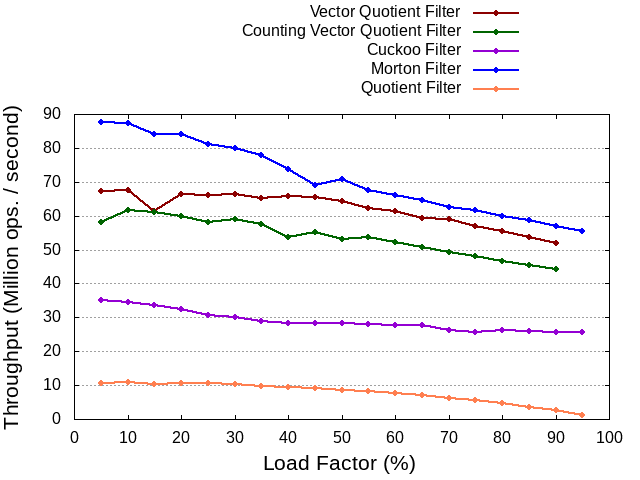 Vector Quotient Filter
Counting Vector Quotient Filter
Cuckoo Filter
Morton Filter
Quotient Filter
90
80
70
60
50
40
30
20
10
0
Throughput (Million ops. / second)
0 10 20 30 40 50 60 70 80 90 100
Load Factor (%)